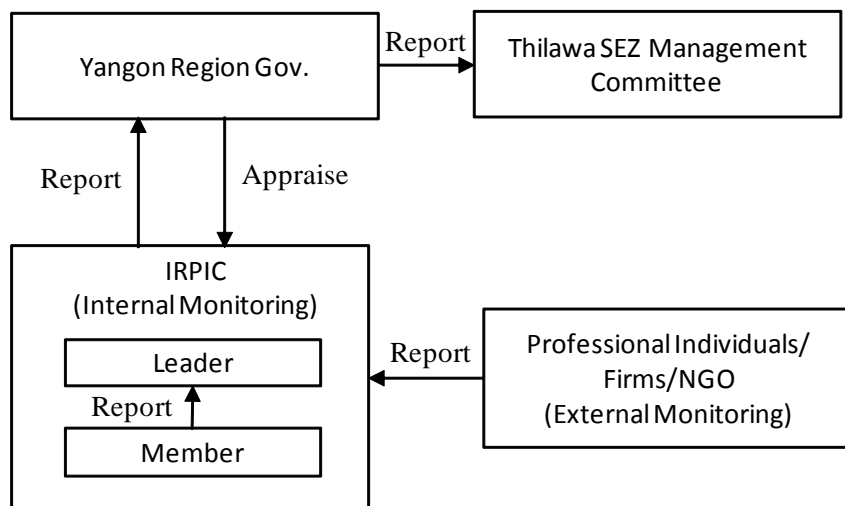 Yangon Region Gov.
Report
Thilawa SEZ Management
Committee
Report
Appraise
IRPIC
(Internal Monitoring)
Leader
Report
Member
Report
Professional Individuals/
Firms/NGO
(External Monitoring)